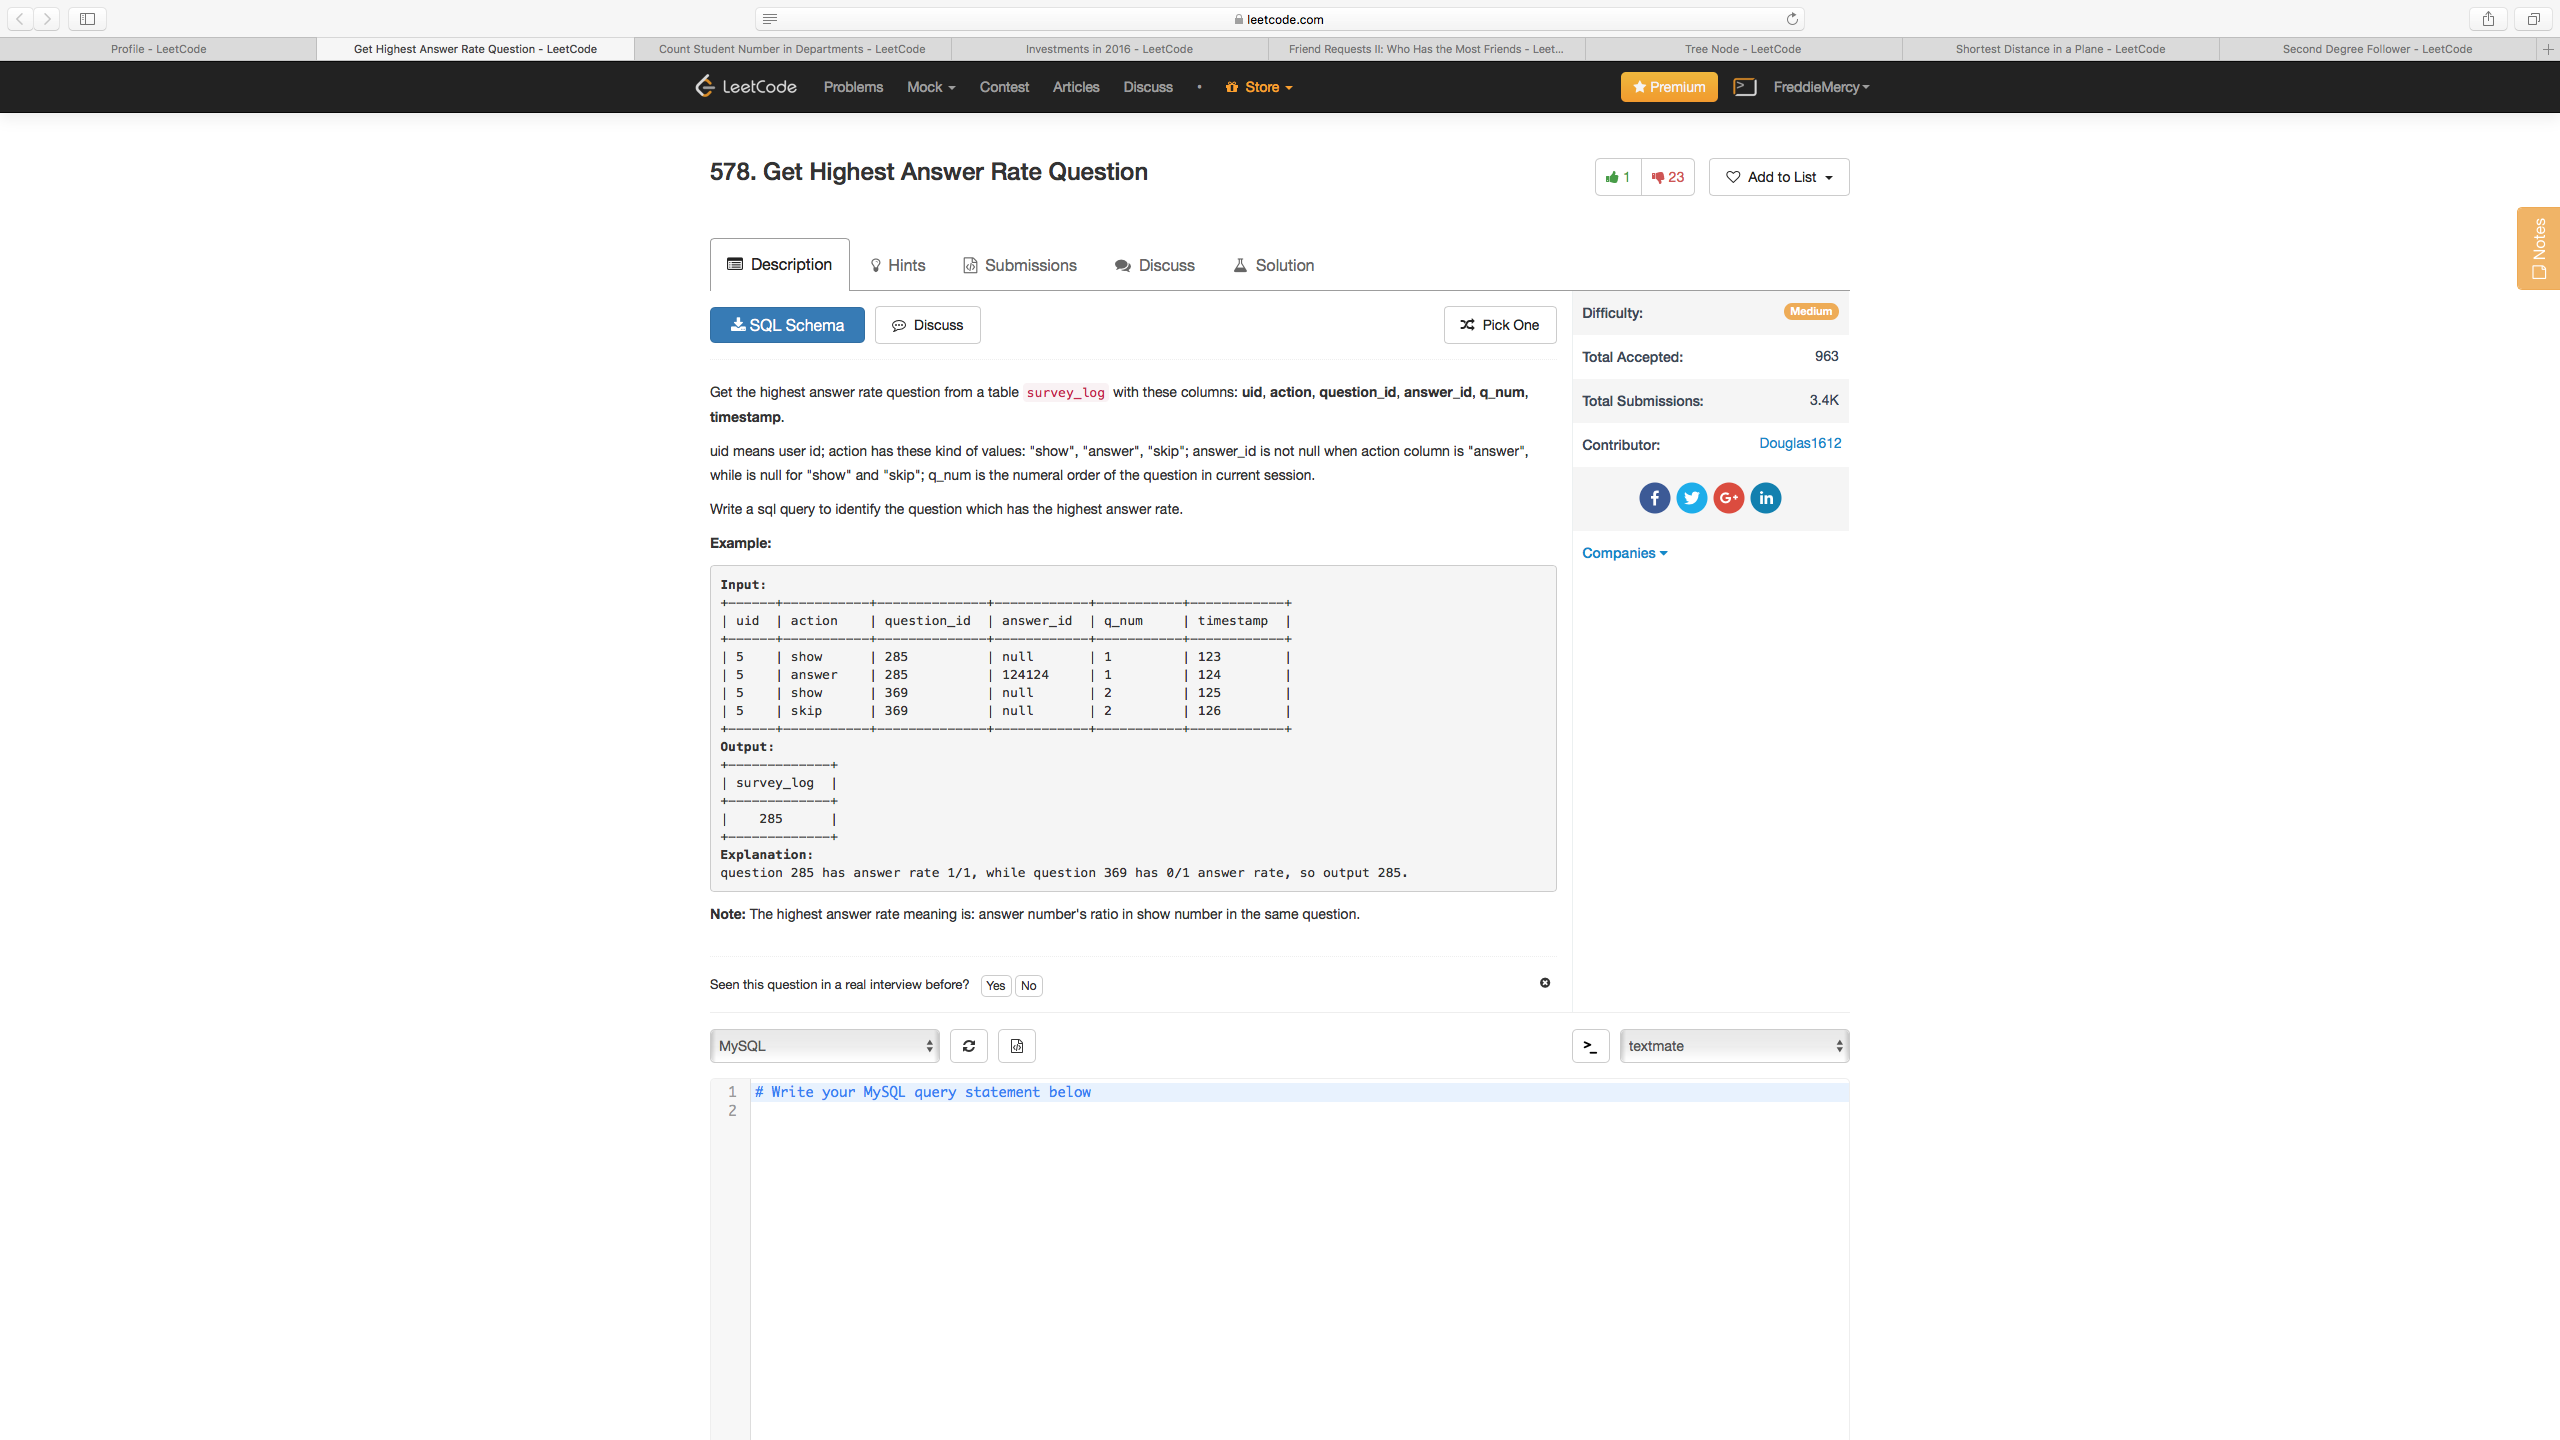 leetcode.com
Profile - LeetCode
Get Highest Answer Rate Question - LeetCode
Count Student Number in Departments - LeetCode
Investments in 2016 - LeetCode
Friend Requests II: Who Has the Most Friends - Leet...
Tree Node - LeetCode
Shortest Distance in a Plane - LeetCode
Second Degree Follower - LeetCode
LeetCode Problems Mock Contest Articles Discuss • Store Premium FreddieMercy
578. Get Highest Answer Rate Question
1 23 Add to List
Notes
Description Hints Submissions Discuss Solution
SQL Schema Discuss Pick One
Difficulty: Medium
Total Accepted: 963
Total Submissions: 3.4K
Contributor: Douglas1612
Companies
Get the highest answer rate question from a table survey_log with these columns: uid, action, question_id, answer_id, q_num,
timestamp.
uid means user id; action has these kind of values: "show", "answer", "skip"; answer_id is not null when action column is "answer",
while is null for "show" and "skip"; q_num is the numeral order of the question in current session.
Write a sql query to identify the question which has the highest answer rate.
Example:
Input:
+------+-----------+--------------+------------+-----------+------------+
| uid  | action    | question_id  | answer_id  | q_num     | timestamp  |
+------+-----------+--------------+------------+-----------+------------+
| 5    | show      | 285          | null       | 1         | 123        |
| 5    | answer    | 285          | 124124     | 1         | 124        |
| 5    | show      | 369          | null       | 2         | 125        |
| 5    | skip      | 369          | null       | 2         | 126        |
+------+-----------+--------------+------------+-----------+------------+
Output:
+-------------+
| survey_log  |
+-------------+
|    285      |
+-------------+
Explanation:
question 285 has answer rate 1/1, while question 369 has 0/1 answer rate, so output 285.
Note: The highest answer rate meaning is: answer number's ratio in show number in the same question.
Seen this question in a real interview before? Yes No
MySQL >_ textmate
1 # Write your MySQL query statement below
2